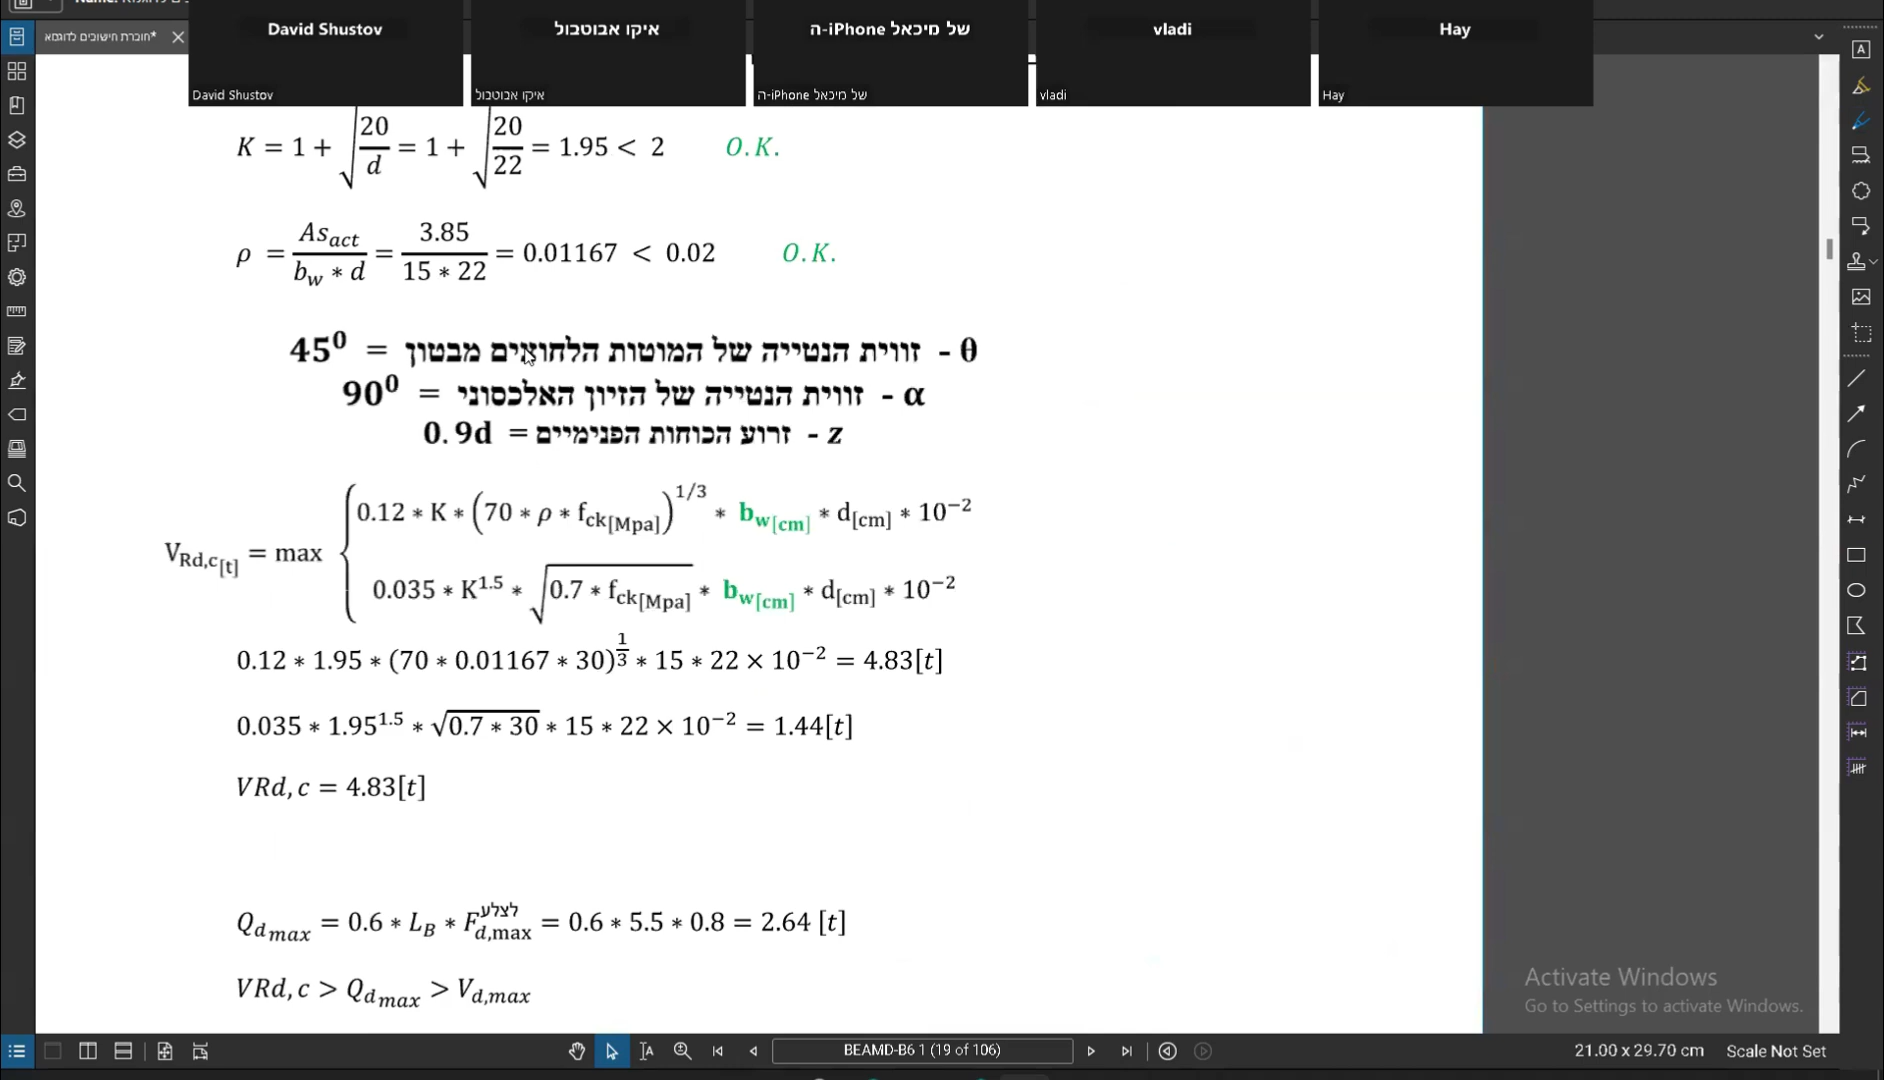 David Shustov
איקו אבוטבול
ה-iPhone של מיכאל
vladi
Hay
חוברת חישובים לדוגמא*
David Shustov
איקו אבוטבול
ה-iPhone של מיכאל
vladi
Hay
K = 1 + √(20/d) = 1 + √(20/22) = 1.95 < 2 O.K.
ρ = As_act / (b_w * d) = 3.85 / (15 * 22) = 0.01167 < 0.02 O.K.
θ - זווית הנטייה של המוטות הלחוצים מבטון = 45⁰
α - זווית הנטייה של הזיון האלכסוני = 90⁰
z - זרוע הכוחות הפנימיים = 0.9d
V_Rd,c[t] = max { 0.12 * K * (70 * ρ * f_ck[Mpa])^1/3 * b_w[cm] * d[cm] * 10⁻²
0.035 * K^1.5 * √(0.7 * f_ck[Mpa]) * b_w[cm] * d[cm] * 10⁻²
0.12 * 1.95 * (70 * 0.01167 * 30)^1/3 * 15 * 22 × 10⁻² = 4.83[t]
0.035 * 1.95^1.5 * √(0.7 * 30) * 15 * 22 × 10⁻² = 1.44[t]
VRd, c = 4.83[t]
Q_d max = 0.6 * L_B * F_d,max^לצלע = 0.6 * 5.5 * 0.8 = 2.64 [t]
VRd, c > Q_d max > V_d,max
Activate Windows
Go to Settings to activate Windows.
BEAMD-B6 1 (19 of 106)
21.00 x 29.70 cm Scale Not Set